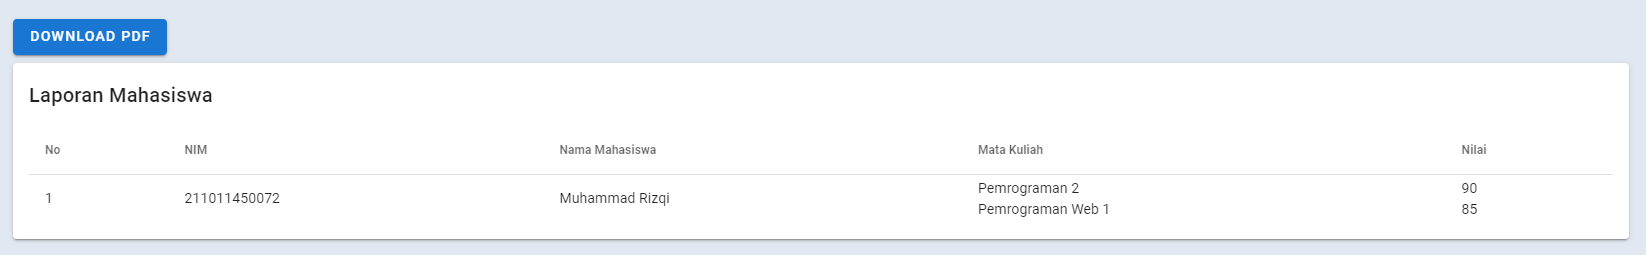 DOWNLOAD PDF
Laporan Mahasiswa
No NIM Nama Mahasiswa Mata Kuliah Nilai
1 211011450072 Muhammad Rizqi Pemrograman 2 90
Pemrograman Web 1 85